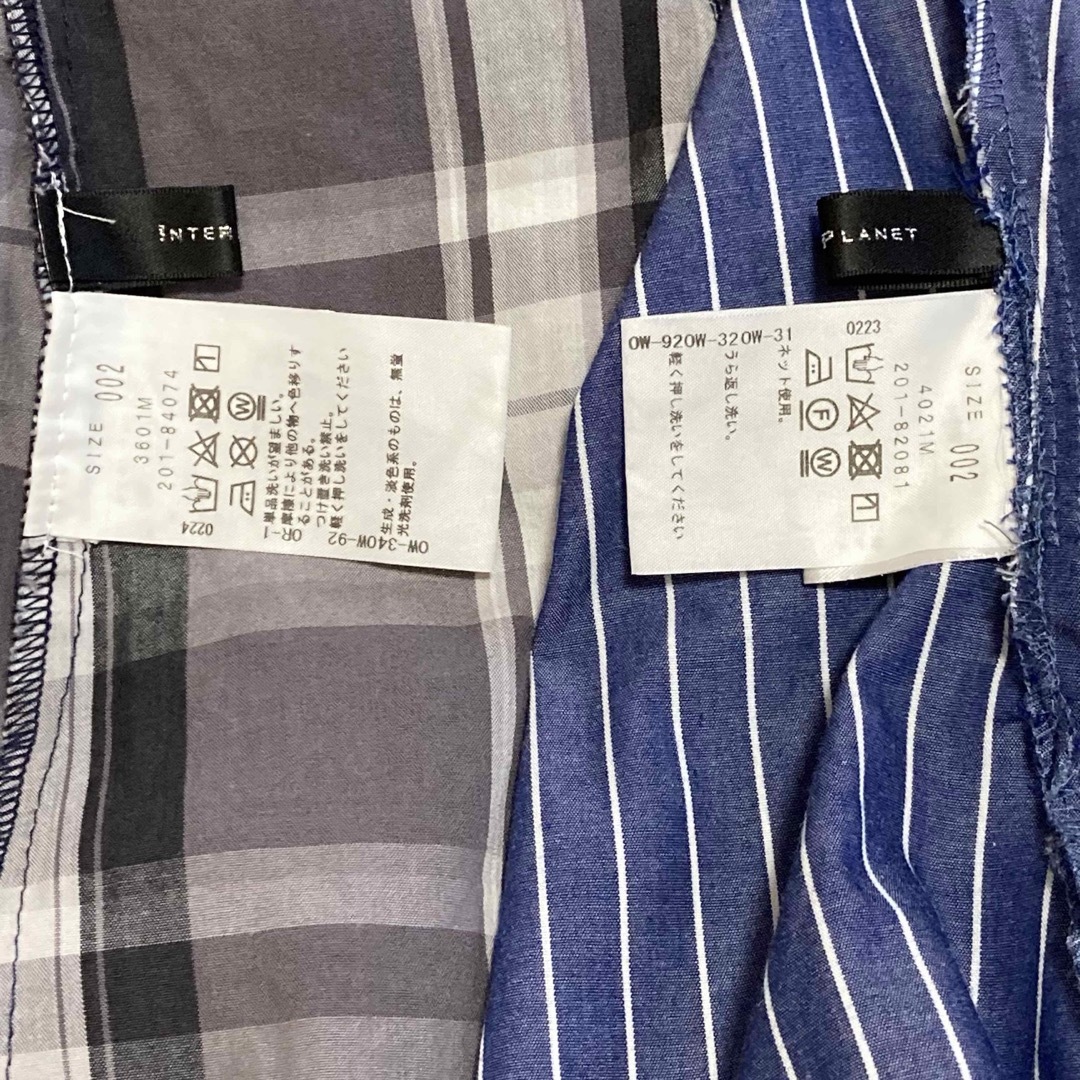 INTER
SIZE 002
3601M
201-84074
0224
OR-
一単品洗いが望ましい。
摩擦により他の物へ色移りす
ることがある。
つけ置き洗い禁止。
軽く押し洗いをしてください
OW-34OW-92
生成・淡色系のものは、無蛍
光洗剤使用。
PLANET
SIZE 002
4021M
201-82081
0223
OW-92OW-32OW-31
ネット使用。
うら返し洗い。
軽く押し洗いをしてください